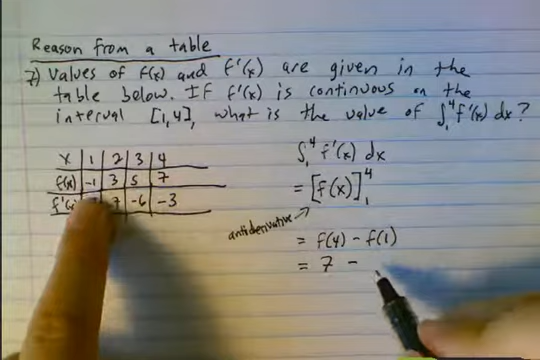 Reason from a table
7) Values of f(x) and f'(x) are given in the
table below. If f'(x) is continuous on the
interval [1,4], what is the value of ∫₁⁴ f'(x) dx?
x | 1 | 2 | 3 | 4
f(x) | -1 | 3 | 5 | 7
f'(x) -6 | -3
∫₁⁴ f'(x) dx
= [f(x)]₁⁴
antiderivative
= f(4) - f(1)
= 7 -